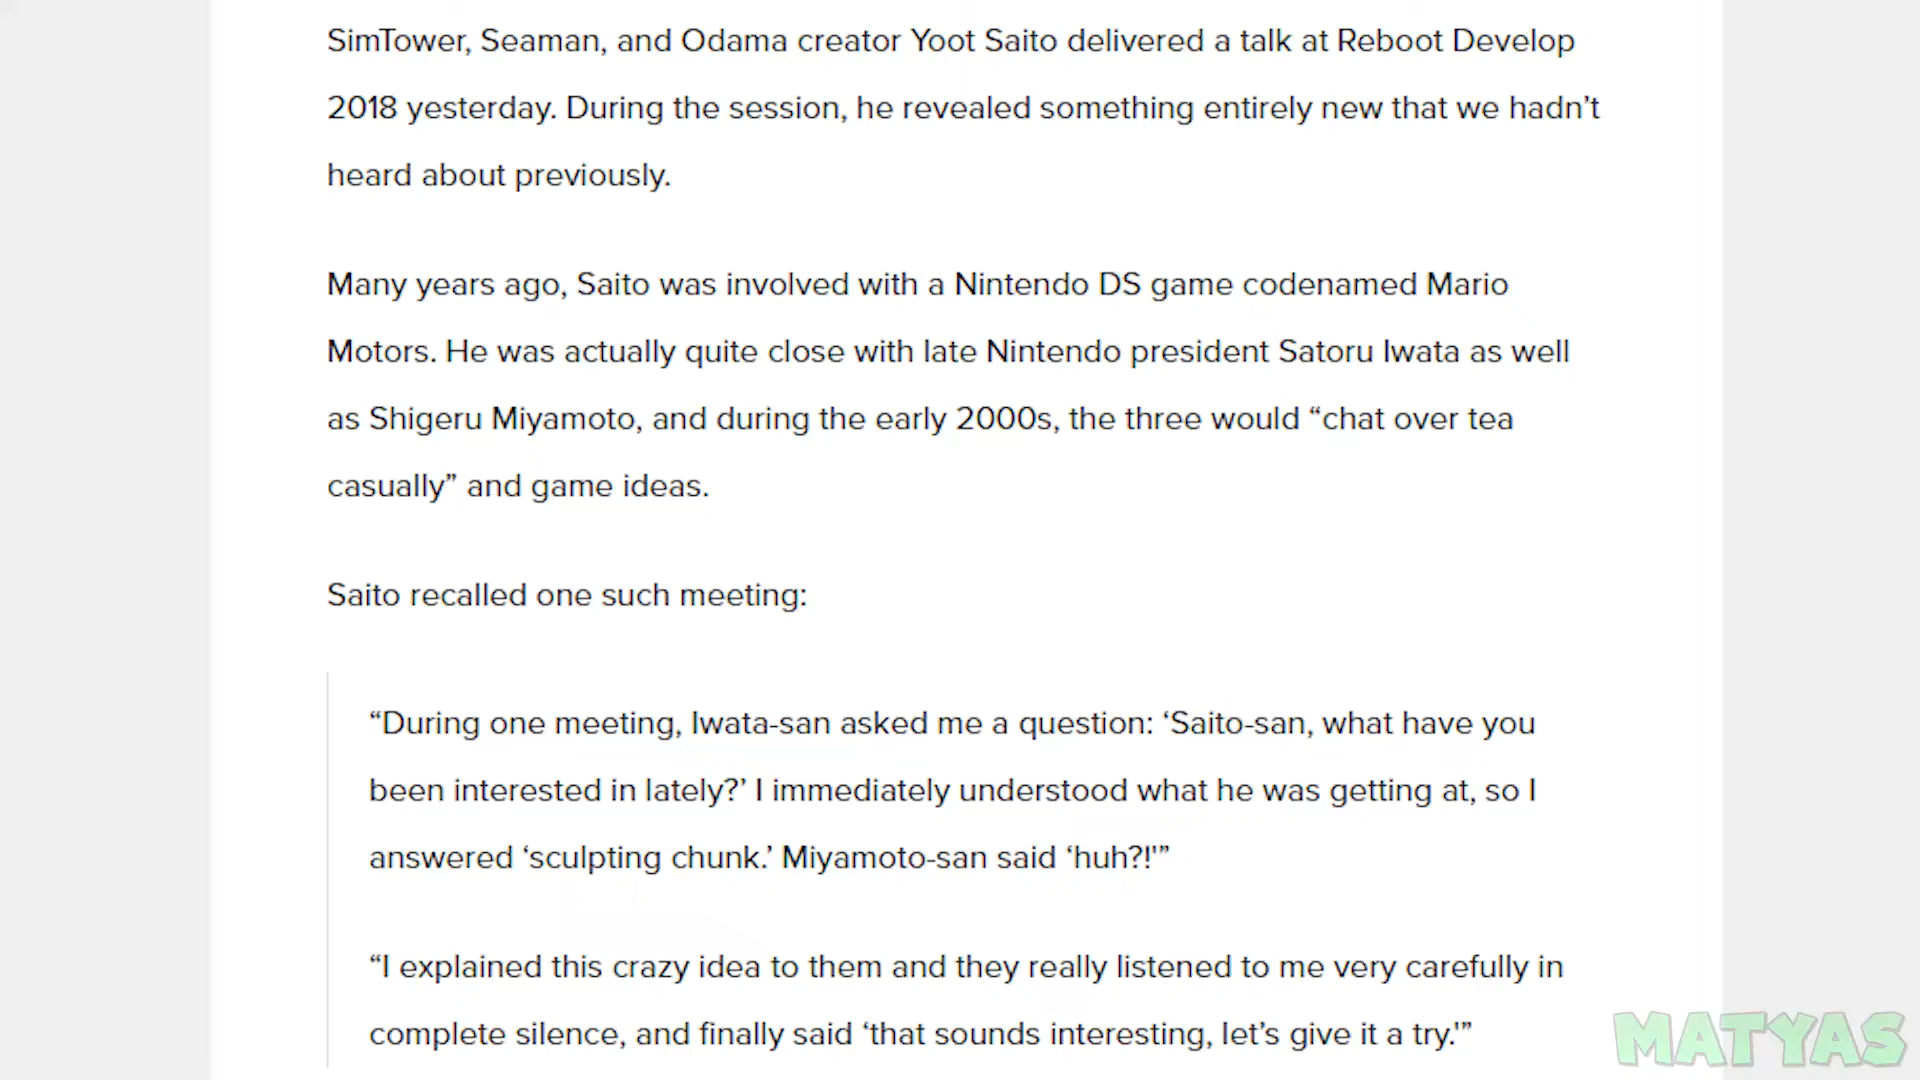 SimTower, Seaman, and Odama creator Yoot Saito delivered a talk at Reboot Develop
2018 yesterday. During the session, he revealed something entirely new that we hadn’t
heard about previously.
Many years ago, Saito was involved with a Nintendo DS game codenamed Mario
Motors. He was actually quite close with late Nintendo president Satoru Iwata as well
as Shigeru Miyamoto, and during the early 2000s, the three would “chat over tea
casually” and game ideas.
Saito recalled one such meeting:
“During one meeting, Iwata-san asked me a question: ‘Saito-san, what have you
been interested in lately?’ I immediately understood what he was getting at, so I
answered ‘sculpting chunk.’ Miyamoto-san said ‘huh?!'”
“I explained this crazy idea to them and they really listened to me very carefully in
complete silence, and finally said ‘that sounds interesting, let’s give it a try.'”
MATYAS